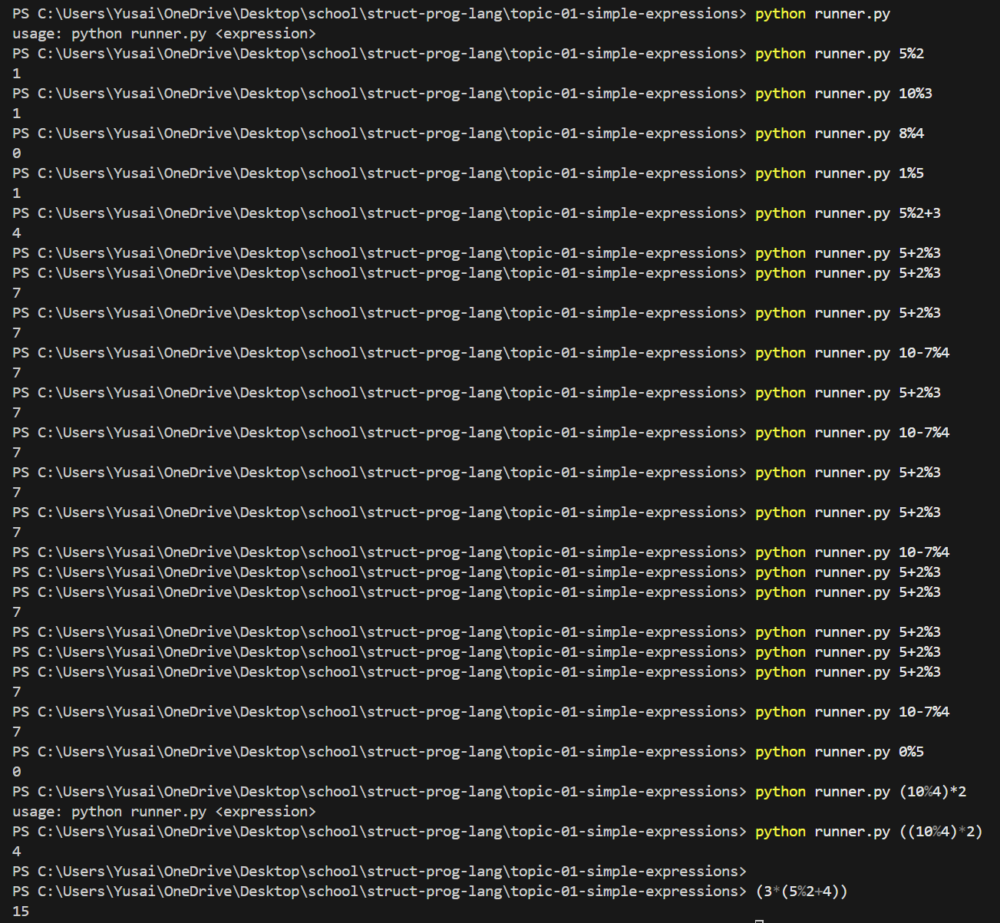 PS C:\Users\Yusai\OneDrive\Desktop\school\struct-prog-lang\topic-01-simple-expressions> python runner.py
usage: python runner.py <expression>
PS C:\Users\Yusai\OneDrive\Desktop\school\struct-prog-lang\topic-01-simple-expressions> python runner.py 5%2
1
PS C:\Users\Yusai\OneDrive\Desktop\school\struct-prog-lang\topic-01-simple-expressions> python runner.py 10%3
1
PS C:\Users\Yusai\OneDrive\Desktop\school\struct-prog-lang\topic-01-simple-expressions> python runner.py 8%4
0
PS C:\Users\Yusai\OneDrive\Desktop\school\struct-prog-lang\topic-01-simple-expressions> python runner.py 1%5
1
PS C:\Users\Yusai\OneDrive\Desktop\school\struct-prog-lang\topic-01-simple-expressions> python runner.py 5%2+3
4
PS C:\Users\Yusai\OneDrive\Desktop\school\struct-prog-lang\topic-01-simple-expressions> python runner.py 5+2%3
PS C:\Users\Yusai\OneDrive\Desktop\school\struct-prog-lang\topic-01-simple-expressions> python runner.py 5+2%3
7
PS C:\Users\Yusai\OneDrive\Desktop\school\struct-prog-lang\topic-01-simple-expressions> python runner.py 5+2%3
7
PS C:\Users\Yusai\OneDrive\Desktop\school\struct-prog-lang\topic-01-simple-expressions> python runner.py 10-7%4
7
PS C:\Users\Yusai\OneDrive\Desktop\school\struct-prog-lang\topic-01-simple-expressions> python runner.py 5+2%3
7
PS C:\Users\Yusai\OneDrive\Desktop\school\struct-prog-lang\topic-01-simple-expressions> python runner.py 10-7%4
7
PS C:\Users\Yusai\OneDrive\Desktop\school\struct-prog-lang\topic-01-simple-expressions> python runner.py 5+2%3
7
PS C:\Users\Yusai\OneDrive\Desktop\school\struct-prog-lang\topic-01-simple-expressions> python runner.py 5+2%3
7
PS C:\Users\Yusai\OneDrive\Desktop\school\struct-prog-lang\topic-01-simple-expressions> python runner.py 10-7%4
PS C:\Users\Yusai\OneDrive\Desktop\school\struct-prog-lang\topic-01-simple-expressions> python runner.py 5+2%3
PS C:\Users\Yusai\OneDrive\Desktop\school\struct-prog-lang\topic-01-simple-expressions> python runner.py 5+2%3
7
PS C:\Users\Yusai\OneDrive\Desktop\school\struct-prog-lang\topic-01-simple-expressions> python runner.py 5+2%3
PS C:\Users\Yusai\OneDrive\Desktop\school\struct-prog-lang\topic-01-simple-expressions> python runner.py 5+2%3
PS C:\Users\Yusai\OneDrive\Desktop\school\struct-prog-lang\topic-01-simple-expressions> python runner.py 5+2%3
7
PS C:\Users\Yusai\OneDrive\Desktop\school\struct-prog-lang\topic-01-simple-expressions> python runner.py 10-7%4
7
PS C:\Users\Yusai\OneDrive\Desktop\school\struct-prog-lang\topic-01-simple-expressions> python runner.py 0%5
0
PS C:\Users\Yusai\OneDrive\Desktop\school\struct-prog-lang\topic-01-simple-expressions> python runner.py (10%4)*2
usage: python runner.py <expression>
PS C:\Users\Yusai\OneDrive\Desktop\school\struct-prog-lang\topic-01-simple-expressions> python runner.py ((10%4)*2)
4
PS C:\Users\Yusai\OneDrive\Desktop\school\struct-prog-lang\topic-01-simple-expressions>
PS C:\Users\Yusai\OneDrive\Desktop\school\struct-prog-lang\topic-01-simple-expressions> (3*(5%2+4))
15